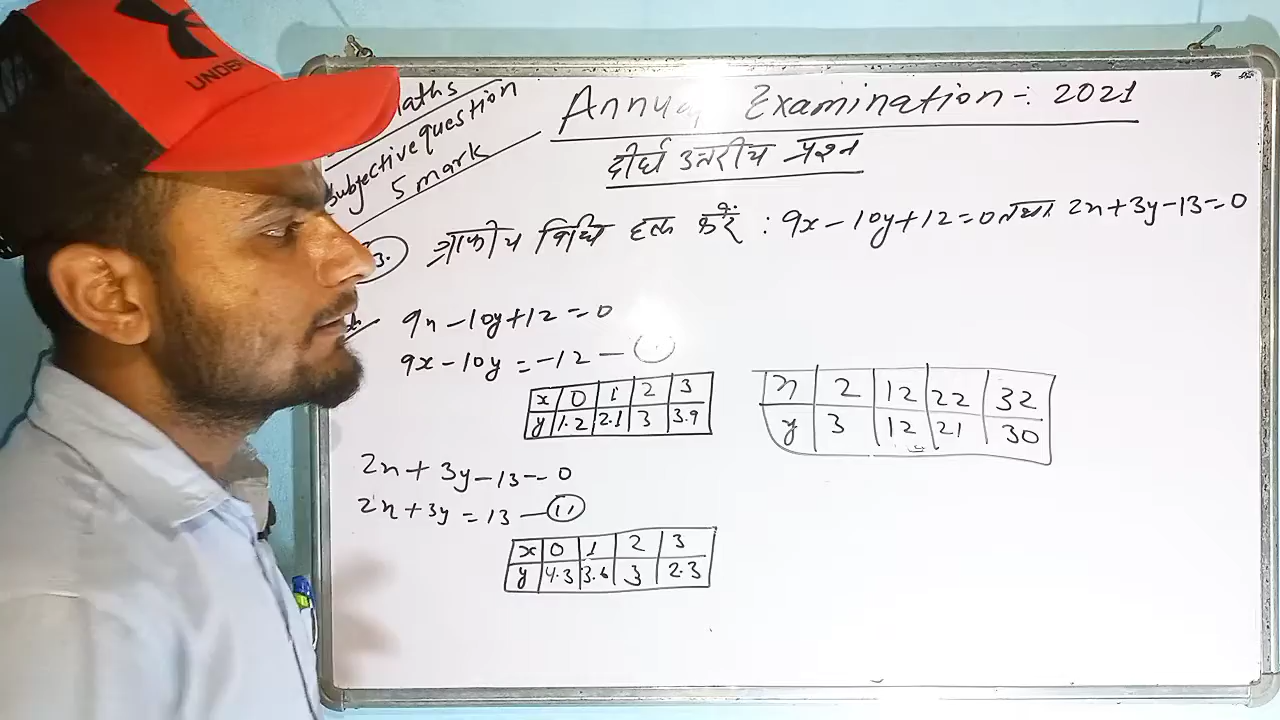 UNDER
Maths
Subjective question
5 mark
Annual Examination-: 2021
दीर्घ उत्तरीय प्रश्न
3. ग्राफीय विधि से हल करें : 9x-10y+12=0 तथा 2x+3y-13=0
9x-10y+12=0
9x-10y=-12-
x 0 1 2 3
y 1.2 2.1 3 3.9
x 2 12 22 32
y 3 12 21 30
2x+3y-13=0
2x+3y=13-(11)
x 0 1 2 3
y 4.3 3.6 3 2.3